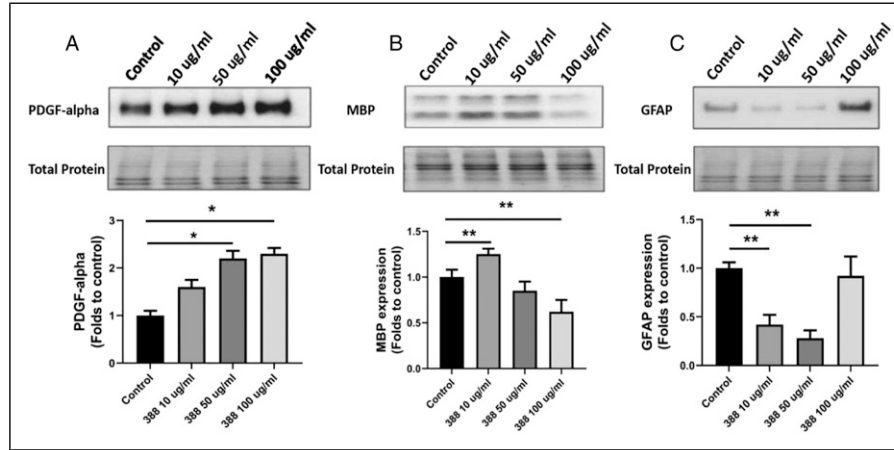 A
Control
10 ug/ml
50 ug/ml
100 ug/ml
PDGF-alpha
Total Protein
*
*
PDGF-alpha
(Folds to control)
3
2
1
0
Control
388 10 ug/ml
388 50 ug/ml
388 100 ug/ml
B
Control
10 ug/ml
50 ug/ml
100 ug/ml
MBP
Total Protein
**
**
MBP expression
(Folds to control)
1.5
1.0
0.5
0.0
Control
388 10 ug/ml
388 50 ug/ml
388 100 ug/ml
C
Control
10 ug/ml
50 ug/ml
100 ug/ml
GFAP
Total Protein
**
**
GFAP expression
(Folds to control)
1.5
1.0
0.5
0.0
Control
388 10 ug/ml
388 50 ug/ml
388 100 ug/ml